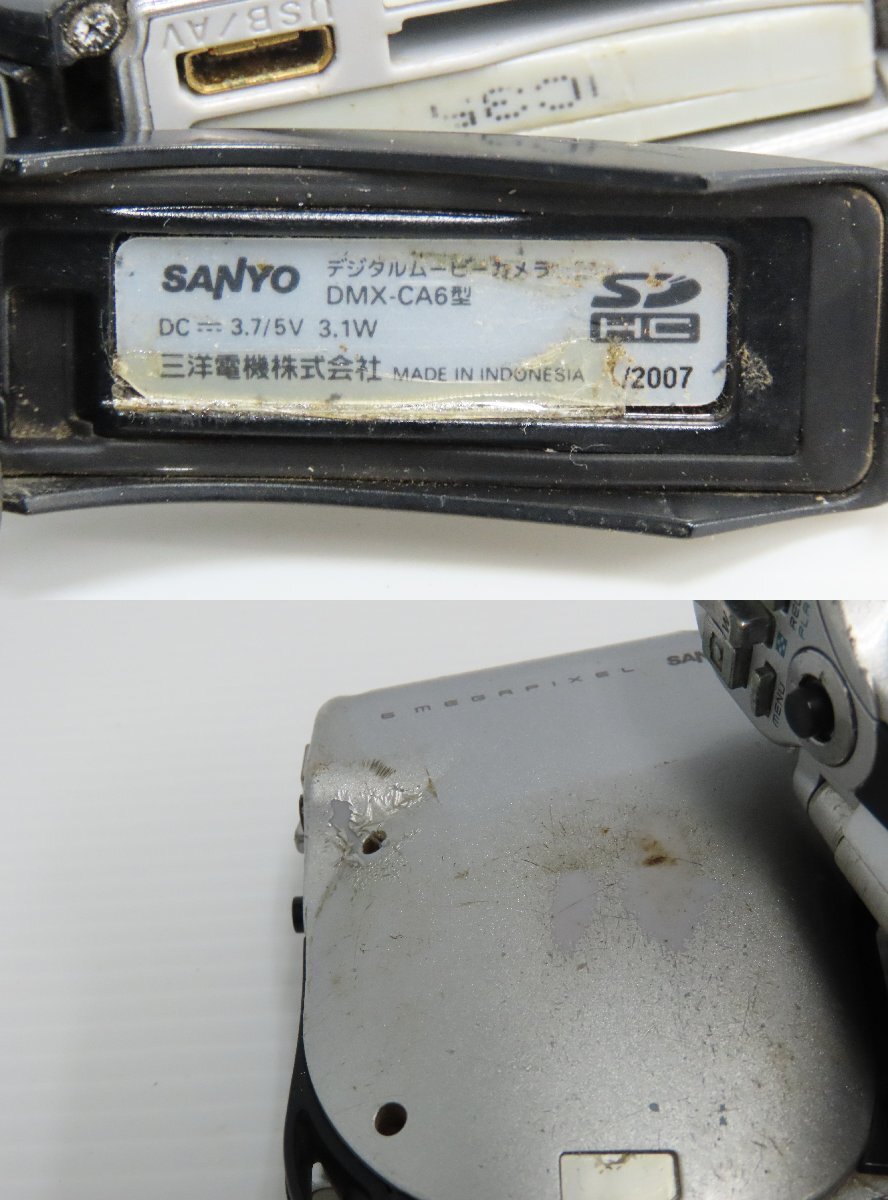 USB/AV
SANYO デジタルムービーカメラ
DMX-CA6型
SD
HC
DC 3.7/5V 3.1W
三洋電機株式会社 MADE IN INDONESIA /2007
6 MEGAPIXEL
SAN
MENU